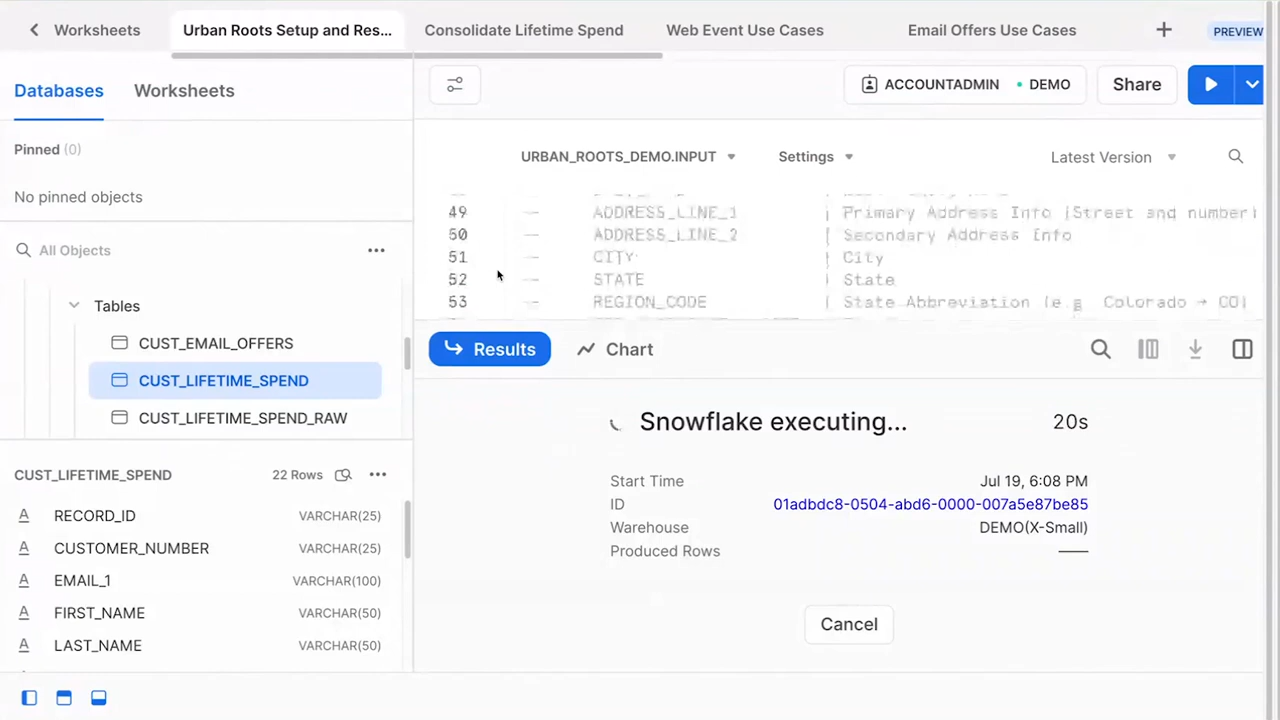 Worksheets
Urban Roots Setup and Res...
Consolidate Lifetime Spend
Web Event Use Cases
Email Offers Use Cases
+
PREVIEW
Databases
Worksheets
ACCOUNTADMIN • DEMO
Share
Pinned (0)
No pinned objects
URBAN_ROOTS_DEMO.INPUT
Settings
Latest Version
All Objects
...
Tables
CUST_EMAIL_OFFERS
CUST_LIFETIME_SPEND
CUST_LIFETIME_SPEND_RAW
49 -- ADDRESS_LINE_1 | Primary Address Info (Street and number)
50 -- ADDRESS_LINE_2 | Secondary Address Info
51 -- CITY | City
52 -- STATE | State
53 -- REGION_CODE | State Abbreviation (e.g. Colorado → CO)
Results
Chart
Snowflake executing... 20s
Start Time Jul 19, 6:08 PM
ID 01adbdc8-0504-abd6-0000-007a5e87be85
Warehouse DEMO(X-Small)
Produced Rows
Cancel
CUST_LIFETIME_SPEND 22 Rows ...
A RECORD_ID VARCHAR(25)
A CUSTOMER_NUMBER VARCHAR(25)
A EMAIL_1 VARCHAR(100)
A FIRST_NAME VARCHAR(50)
A LAST_NAME VARCHAR(50)